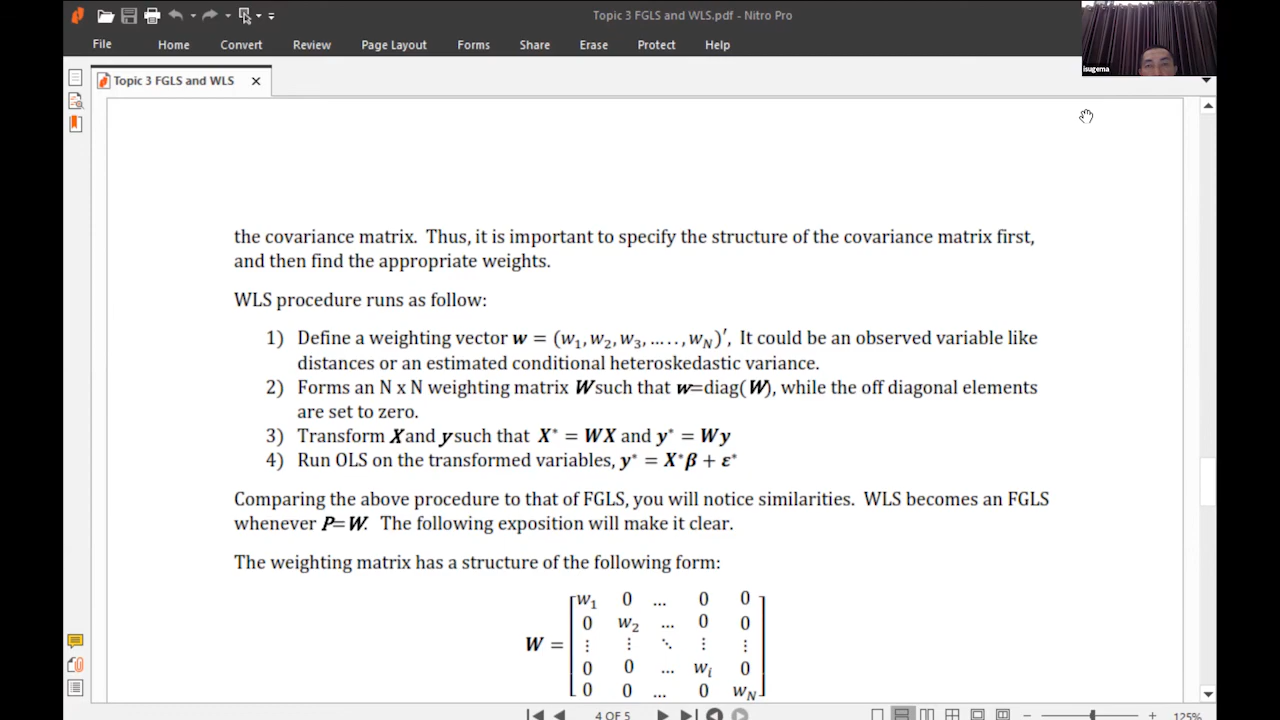 Topic 3 FGLS and WLS.pdf - Nitro Pro
File Home Convert Review Page Layout Forms Share Erase Protect Help
isugema
Topic 3 FGLS and WLS ×
the covariance matrix. Thus, it is important to specify the structure of the covariance matrix first,
and then find the appropriate weights.
WLS procedure runs as follow:
1) Define a weighting vector w = (w₁, w₂, w₃, ….., w_N)′, It could be an observed variable like
distances or an estimated conditional heteroskedastic variance.
2) Forms an N x N weighting matrix W such that w=diag(W), while the off diagonal elements
are set to zero.
3) Transform X and y such that X* = WX and y* = Wy
4) Run OLS on the transformed variables, y* = X*β + ε*
Comparing the above procedure to that of FGLS, you will notice similarities. WLS becomes an FGLS
whenever P=W. The following exposition will make it clear.
The weighting matrix has a structure of the following form:
w₁ 0 … 0 0
0 w₂ … 0 0
W = ⋮ ⋮ ⋱ ⋮ ⋮
0 0 … wᵢ 0
0 0 … 0 w_N
4 OF 5
125%